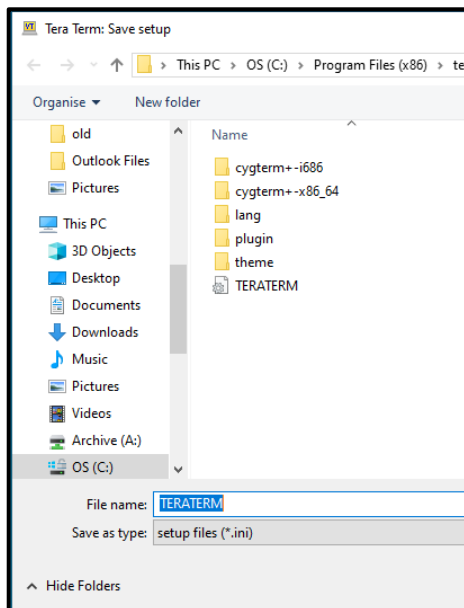 VT Tera Term: Save setup
This PC > OS (C:) > Program Files (x86) > te
Organise New folder
old
Outlook Files
Pictures
This PC
3D Objects
Desktop
Documents
Downloads
Music
Pictures
Videos
Archive (A:)
OS (C:)
Name
cygterm+-i686
cygterm+-x86_64
lang
plugin
theme
TERATERM
File name: TERATERM
Save as type: setup files (*.ini)
Hide Folders